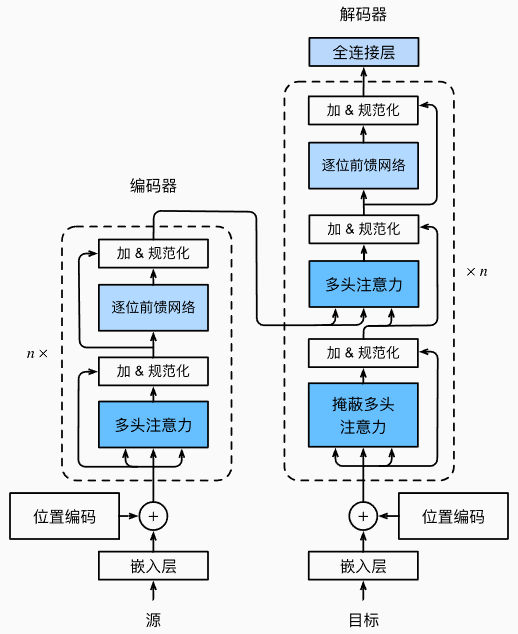 解码器
全连接层
加 & 规范化
逐位前馈网络
加 & 规范化
多头注意力
× n
加 & 规范化
掩蔽多头
注意力
编码器
加 & 规范化
逐位前馈网络
n ×
加 & 规范化
多头注意力
位置编码
+
嵌入层
源
+
位置编码
嵌入层
目标